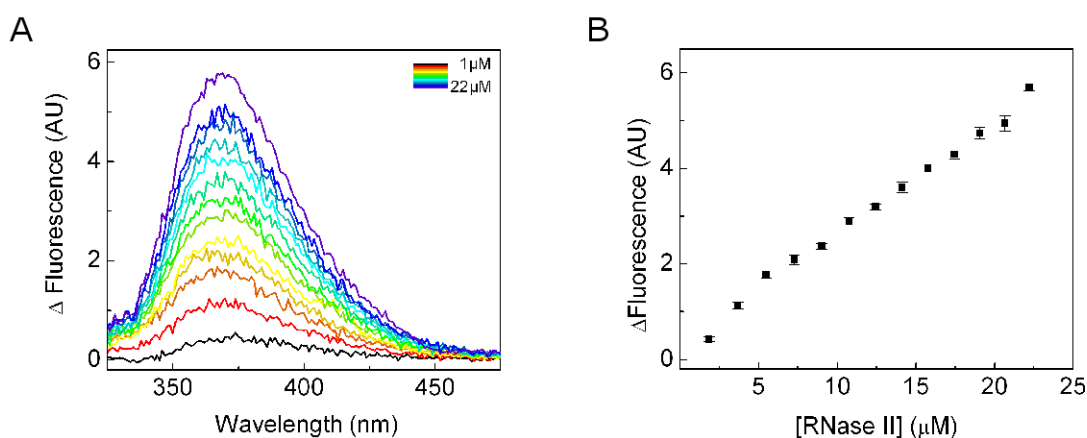 A
Δ Fluorescence (AU)
6
4
2
0
1μM
22μM
350
400
450
Wavelength (nm)
B
ΔFluorescence (AU)
6
4
2
0
5
10
15
20
25
[RNase II] (μM)